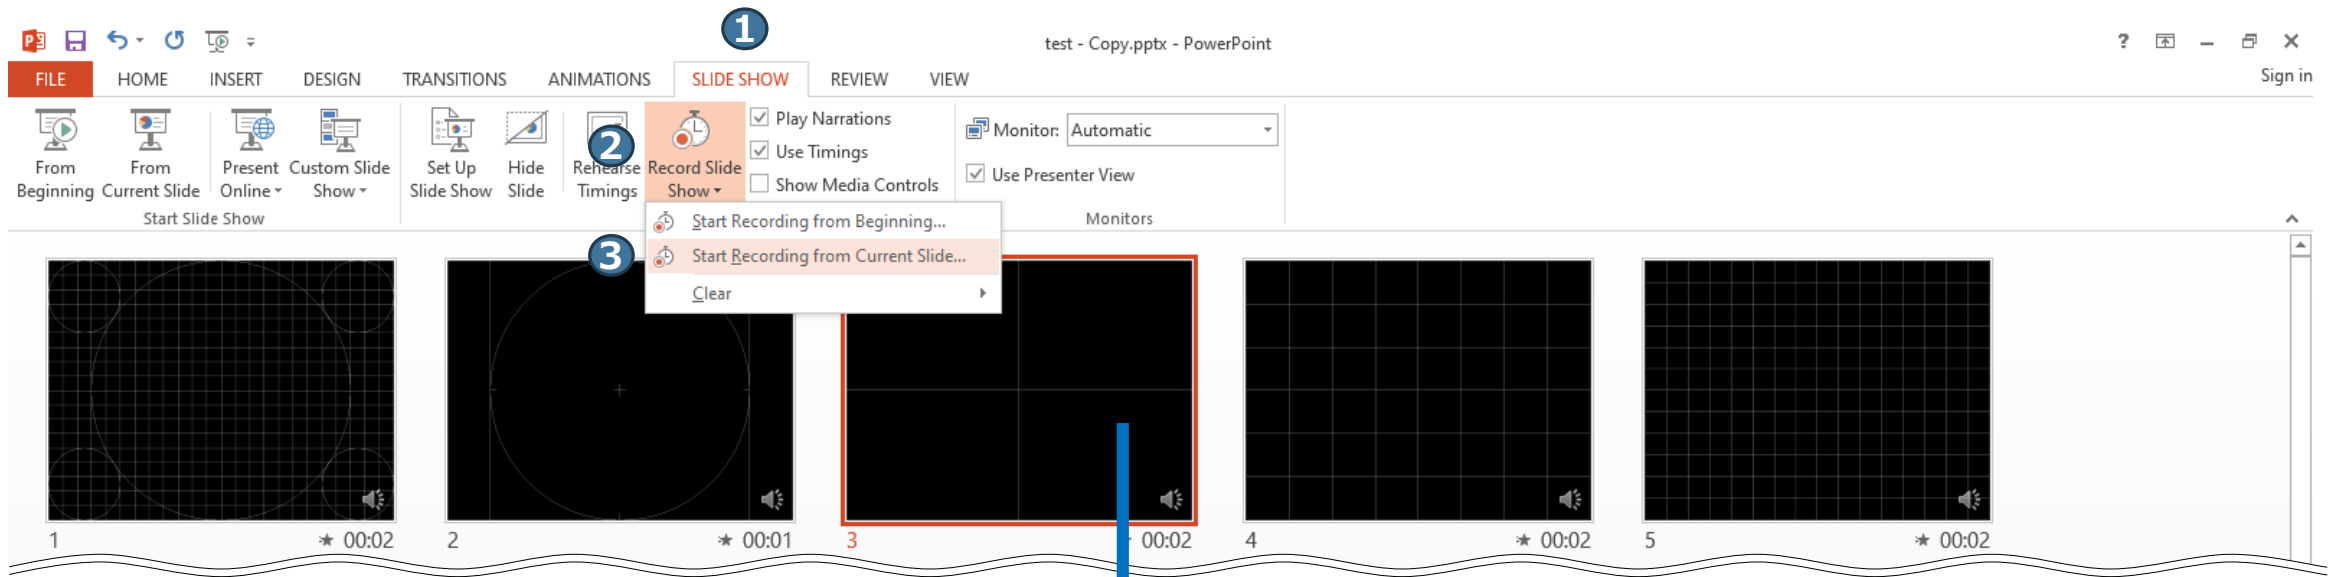 1
test - Copy.pptx - PowerPoint
?
FILE HOME INSERT DESIGN TRANSITIONS ANIMATIONS SLIDE SHOW REVIEW VIEW
Sign in
From Beginning
From Current Slide
Present Online
Custom Slide Show
Start Slide Show
Set Up Slide Show
Hide Slide
2
Rehearse Timings
Record Slide Show
Play Narrations
Use Timings
Show Media Controls
Monitor: Automatic
Use Presenter View
Monitors
Start Recording from Beginning...
3
Start Recording from Current Slide...
Clear
1 00:02
2 00:01
3 00:02
4 00:02
5 00:02